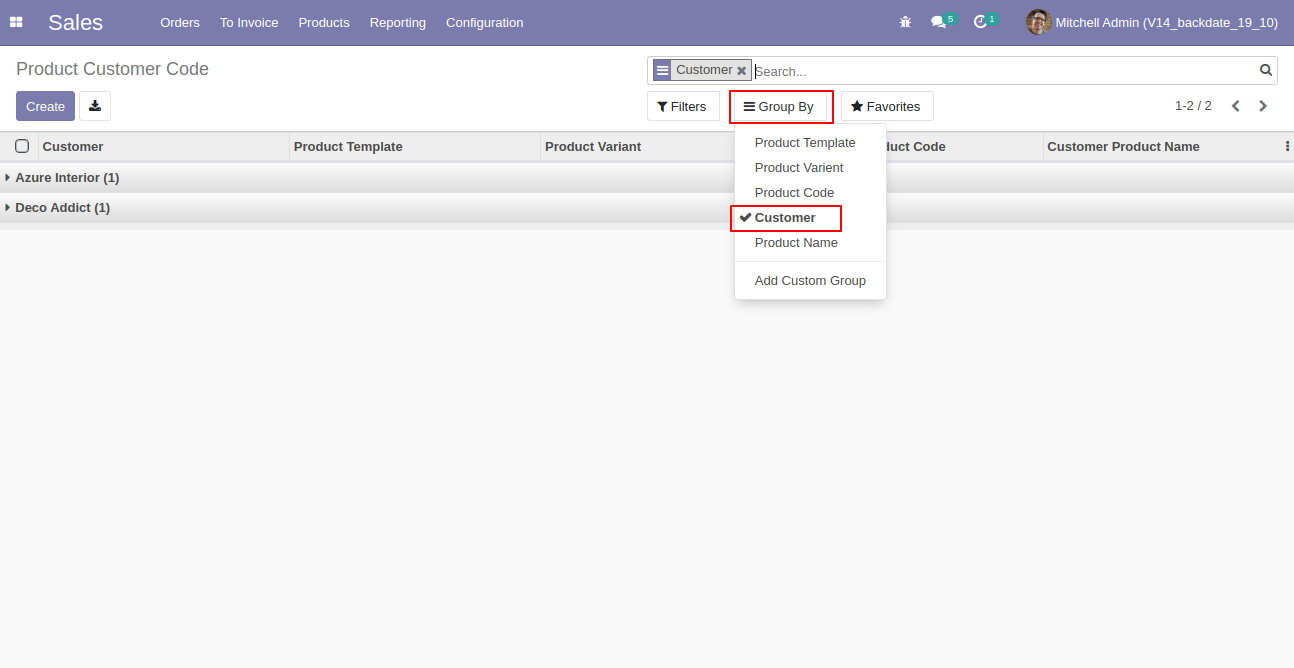 Sales Orders To Invoice Products Reporting Configuration 5 1 Mitchell Admin (V14_backdate_19_10)
Product Customer Code
Customer Search...
Create
Filters Group By Favorites 1-2 / 2
Customer Product Template Product Variant duct Code Customer Product Name
Azure Interior (1)
Deco Addict (1)
Product Template
Product Varient
Product Code
Customer
Product Name
Add Custom Group